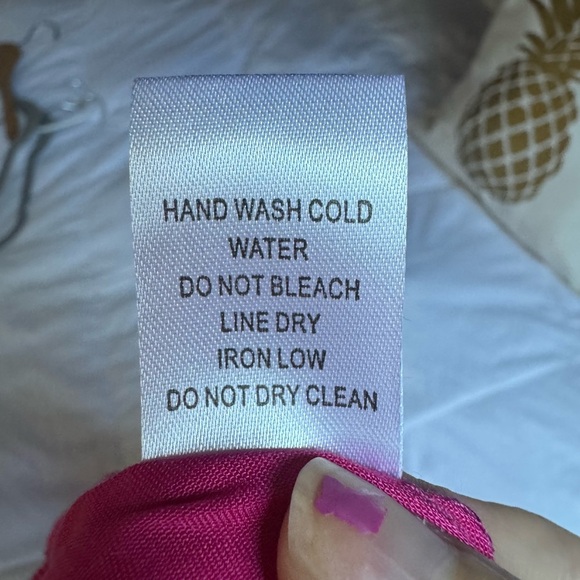 HAND WASH COLD
WATER
DO NOT BLEACH
LINE DRY
IRON LOW
DO NOT DRY CLEAN